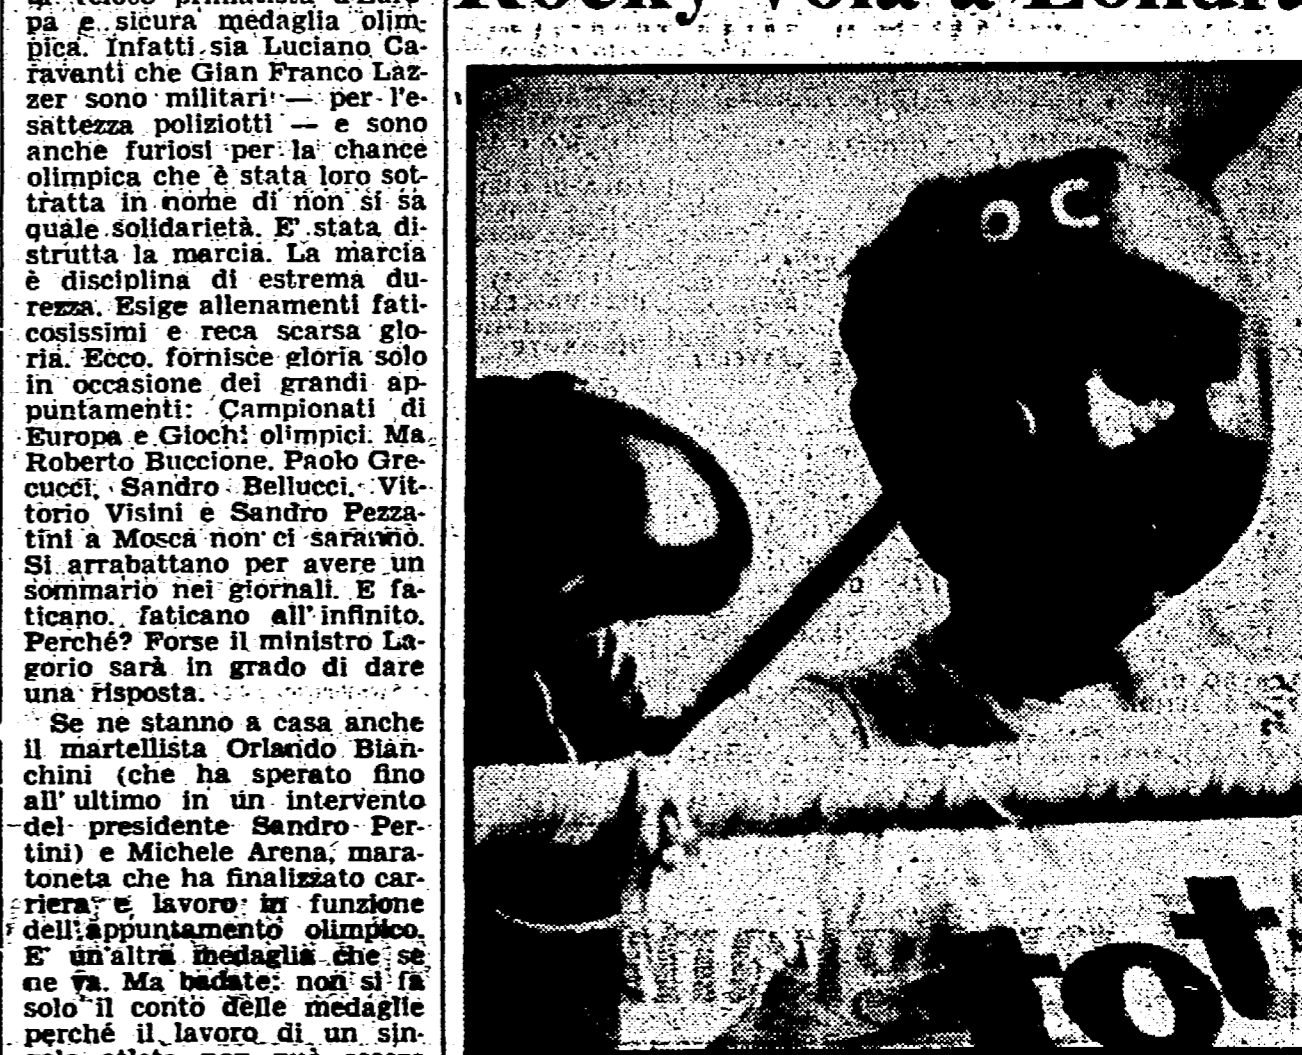 pa e sicura medaglia olim-
pica. Infatti sia Luciano Ca-
ravanti che Gian Franco Laz-
zer sono militari — per l'e-
sattezza poliziotti — e sono
anche furiosi per la chance
olimpica che è stata loro sot-
tratta in nome di non si sa
quale solidarietà. E' stata di-
strutta la marcia. La marcia
è disciplina di estrema du-
rezza. Esige allenamenti fati-
cosissimi e reca scarsa glo-
ria. Ecco. fornisce gloria solo
in occasione dei grandi ap-
puntamenti: Campionati di
Europa e Giochi olimpici. Ma
Roberto Buccione. Paolo Gre-
cucci, Sandro Bellucci, Vit-
torio Visini e Sandro Pezza-
tini a Mosca non ci saranno.
Si arrabattano per avere un
sommario nei giornali. E fa-
ticano. faticano all'infinito.
Perché? Forse il ministro La-
gorio sarà in grado di dare
una risposta.
Se ne stanno a casa anche
il martellista Orlando Bian-
chini (che ha sperato fino
all'ultimo in un intervento
del presidente Sandro Per-
tini) e Michele Arena, mara-
toneta che ha finalizzato car-
riera e lavoro in funzione
dell'appuntamento olimpico.
E' un'altra medaglia che se
ne va. Ma badate: non si fa
solo il conto delle medaglie
perché il lavoro di un sin-
Rocky vola a
tot